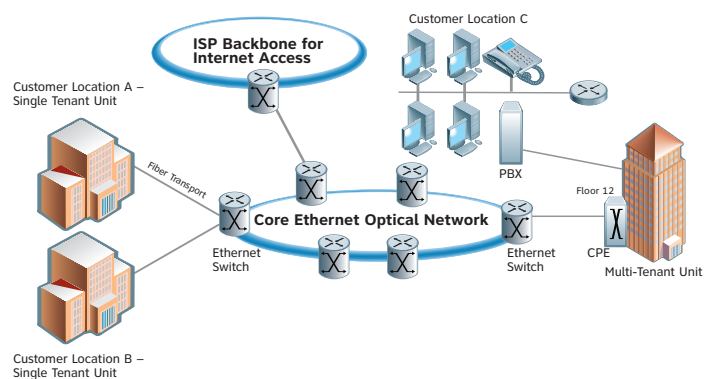 Customer Location C
ISP Backbone for
Internet Access
Customer Location A –
Single Tenant Unit
Fiber Transport
PBX
Floor 12
Core Ethernet Optical Network
Ethernet
Switch
Ethernet
Switch
CPE
Multi-Tenant Unit
Customer Location B –
Single Tenant Unit